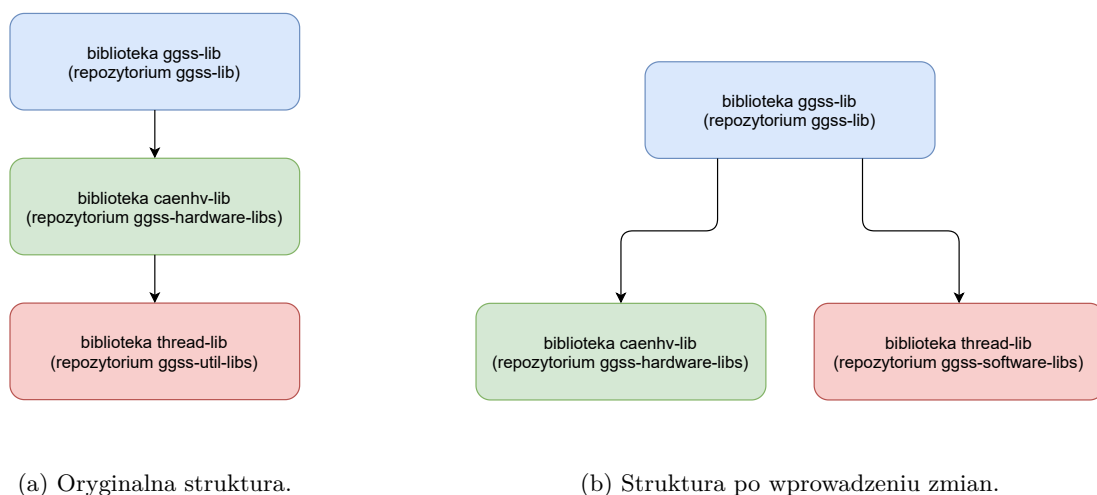 biblioteka ggss-lib
(repozytorium ggss-lib)
biblioteka caenhv-lib
(repozytorium ggss-hardware-libs)
biblioteka thread-lib
(repozytorium ggss-util-libs)
(a) Oryginalna struktura.
biblioteka ggss-lib
(repozytorium ggss-lib)
biblioteka caenhv-lib
(repozytorium ggss-hardware-libs)
biblioteka thread-lib
(repozytorium ggss-software-libs)
(b) Struktura po wprowadzeniu zmian.